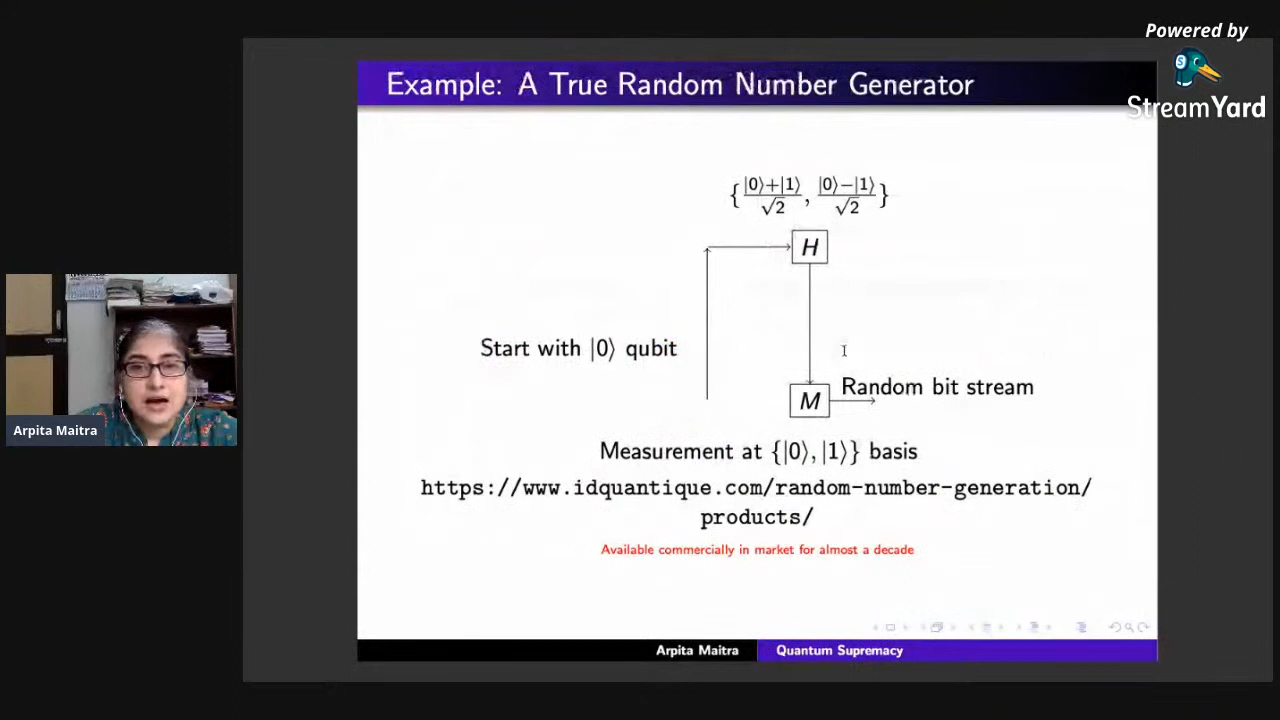 Powered by
StreamYard
Example: A True Random Number Generator
{|0⟩+|1⟩/√2, |0⟩−|1⟩/√2}
H
Start with |0⟩ qubit
M
Random bit stream
Measurement at {|0⟩, |1⟩} basis
https://www.idquantique.com/random-number-generation/
products/
Available commercially in market for almost a decade
Arpita Maitra
Arpita Maitra
Quantum Supremacy